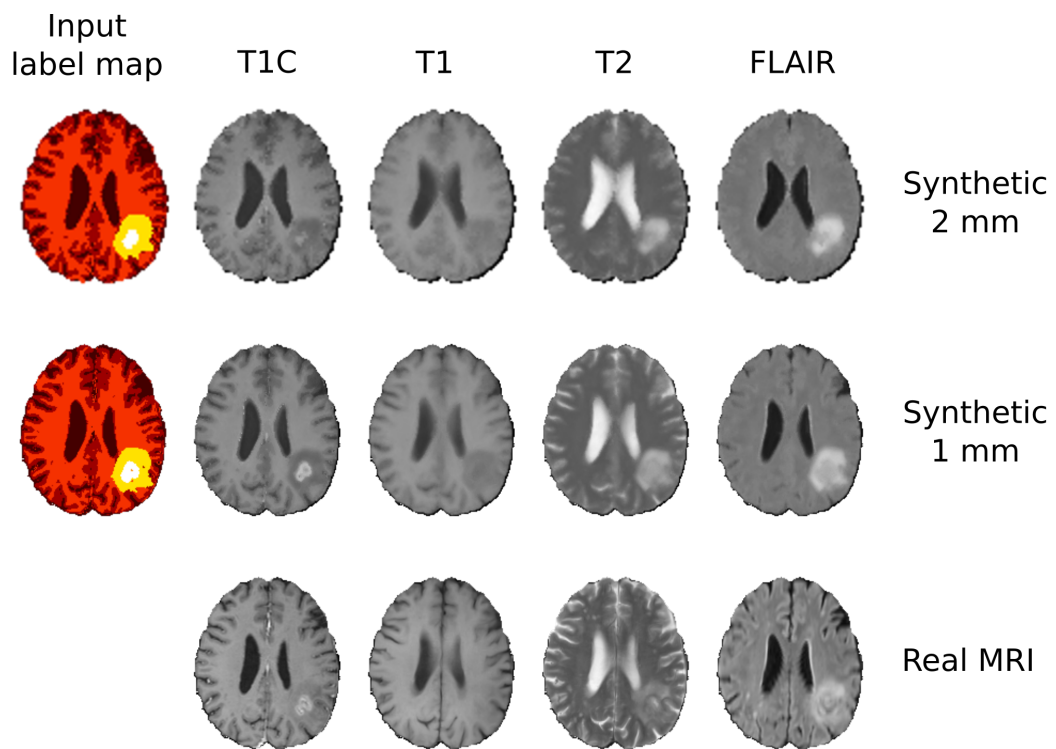 Input
label map
T1C
T1
T2
FLAIR
Synthetic
2 mm
Synthetic
1 mm
Real MRI